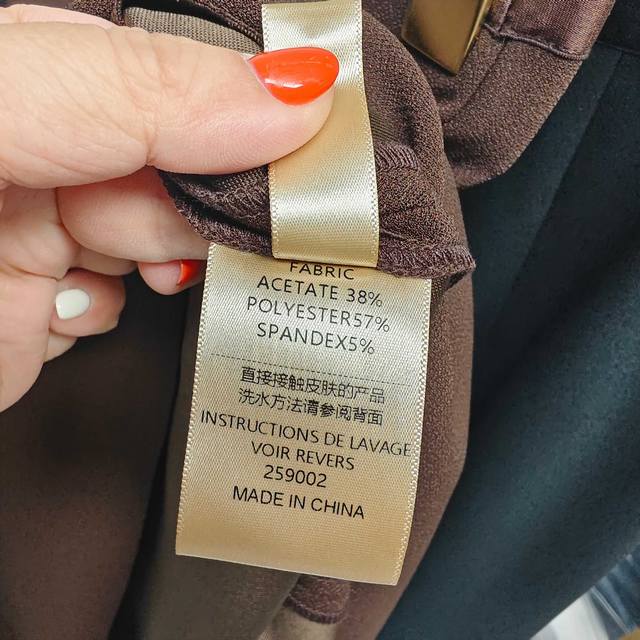 FABRIC
ACETATE 38%
POLYESTER57%
SPANDEX5%
直接接触皮肤的产品
洗水方法请参阅背面
INSTRUCTIONS DE LAVAGE
VOIR REVERS
259002
MADE IN CHINA